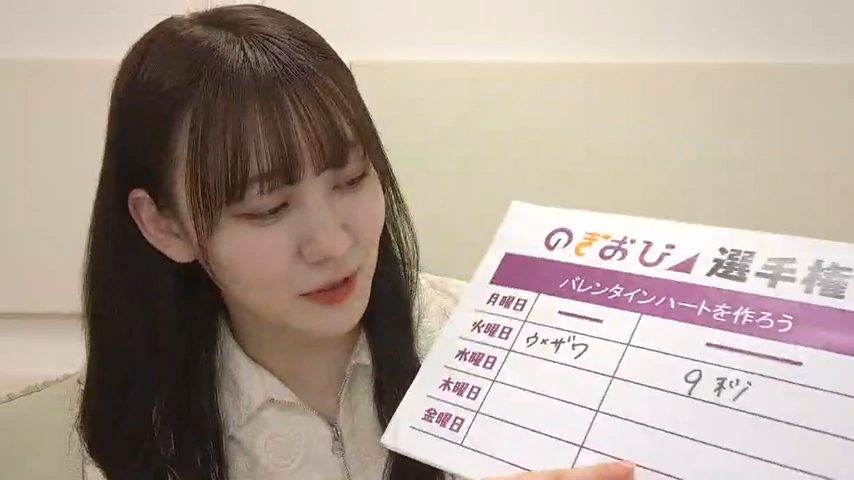 のぎおび 選手権
バレンタインハートを作ろう
月曜日 ー ー
火曜日 ウメザワ 9秒
水曜日
木曜日
金曜日